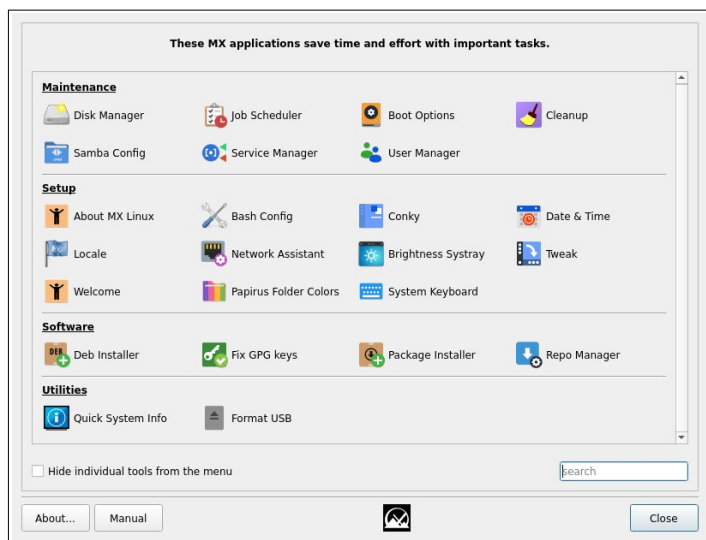 These MX applications save time and effort with important tasks.
Maintenance
Disk Manager Job Scheduler Boot Options Cleanup
Samba Config Service Manager User Manager
Setup
About MX Linux Bash Config Conky Date & Time
Locale Network Assistant Brightness Systray Tweak
Welcome Papirus Folder Colors System Keyboard
Software
Deb Installer Fix GPG keys Package Installer Repo Manager
Utilities
Quick System Info Format USB
Hide individual tools from the menu search
About... Manual Close